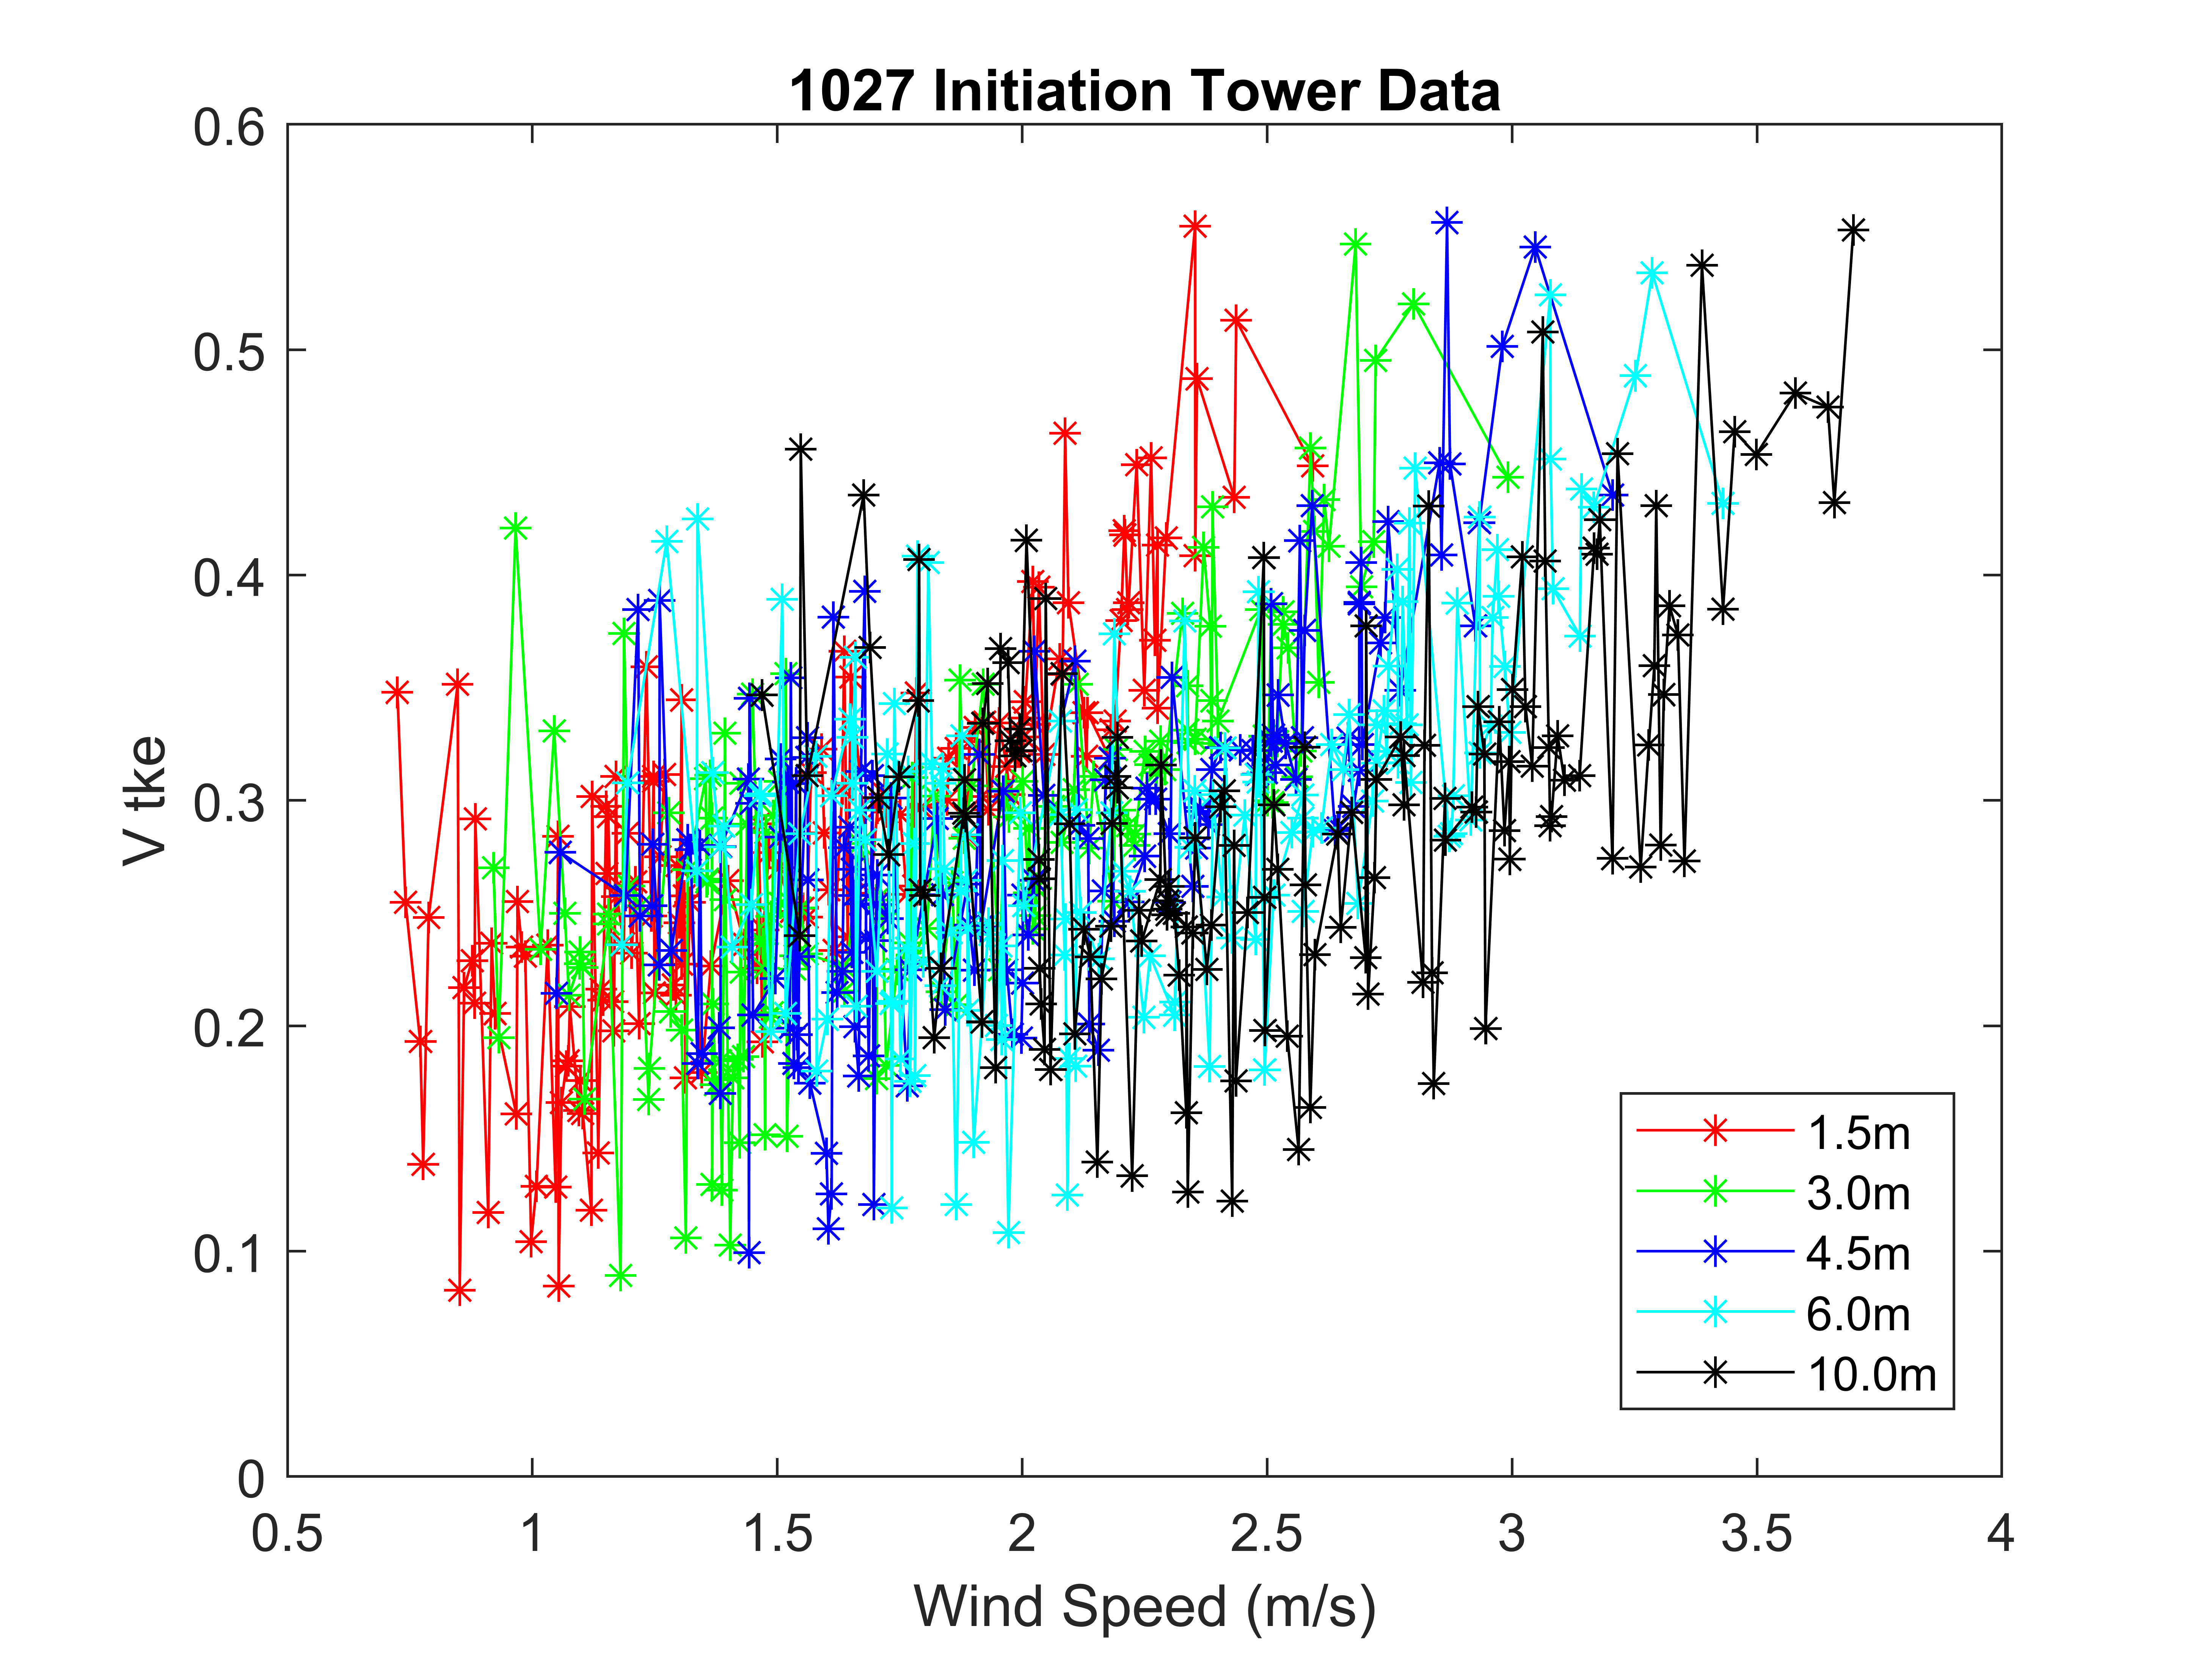 1027 Initiation Tower Data
0.6
0.5
0.4
0.3
0.2
0.1
0
V tke
0.5 1 1.5 2 2.5 3 3.5 4
Wind Speed (m/s)
1.5m
3.0m
4.5m
6.0m
10.0m